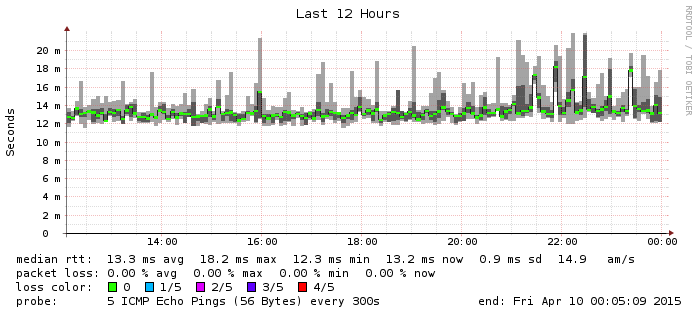 Last 12 Hours
RRDTOOL / TOBI OETIKER
Seconds
20 m
18 m
16 m
14 m
12 m
10 m
8 m
6 m
4 m
2 m
0
14:00 16:00 18:00 20:00 22:00 00:00
median rtt: 13.3 ms avg 18.2 ms max 12.3 ms min 13.2 ms now 0.9 ms sd 14.9 am/s
packet loss: 0.00 % avg 0.00 % max 0.00 % min 0.00 % now
loss color: 0 1/5 2/5 3/5 4/5
probe: 5 ICMP Echo Pings (56 Bytes) every 300s end: Fri Apr 10 00:05:09 2015